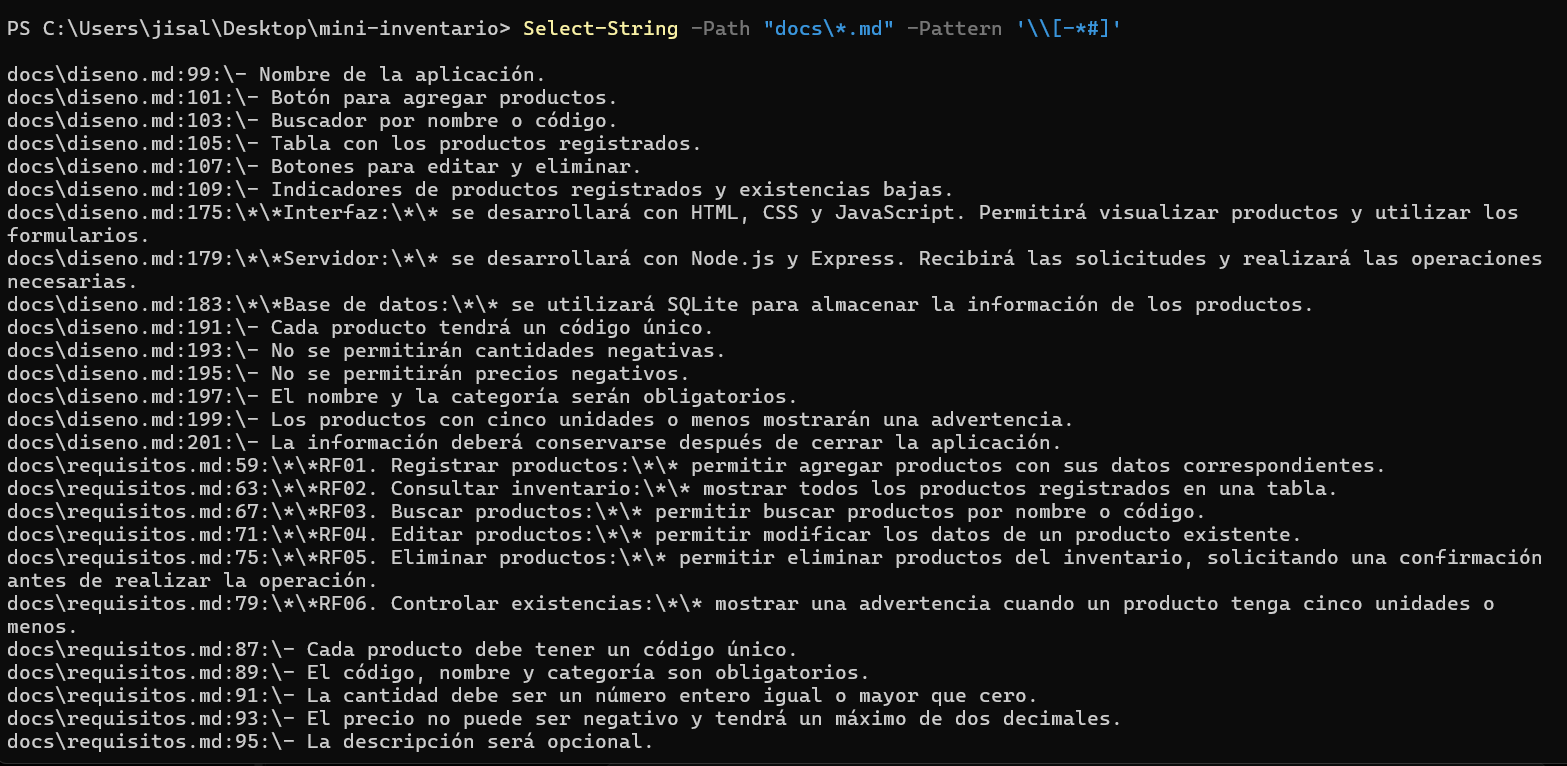 PS C:\Users\jisal\Desktop\mini-inventario> Select-String -Path "docs\*.md" -Pattern '\\[-*#]'
docs\diseno.md:99:\- Nombre de la aplicación.
docs\diseno.md:101:\- Botón para agregar productos.
docs\diseno.md:103:\- Buscador por nombre o código.
docs\diseno.md:105:\- Tabla con los productos registrados.
docs\diseno.md:107:\- Botones para editar y eliminar.
docs\diseno.md:109:\- Indicadores de productos registrados y existencias bajas.
docs\diseno.md:175:\*\*Interfaz:\*\* se desarrollará con HTML, CSS y JavaScript. Permitirá visualizar productos y utilizar los
formularios.
docs\diseno.md:179:\*\*Servidor:\*\* se desarrollará con Node.js y Express. Recibirá las solicitudes y realizará las operaciones
necesarias.
docs\diseno.md:183:\*\*Base de datos:\*\* se utilizará SQLite para almacenar la información de los productos.
docs\diseno.md:191:\- Cada producto tendrá un código único.
docs\diseno.md:193:\- No se permitirán cantidades negativas.
docs\diseno.md:195:\- No se permitirán precios negativos.
docs\diseno.md:197:\- El nombre y la categoría serán obligatorios.
docs\diseno.md:199:\- Los productos con cinco unidades o menos mostrarán una advertencia.
docs\diseno.md:201:\- La información deberá conservarse después de cerrar la aplicación.
docs\requisitos.md:59:\*\*RF01. Registrar productos:\*\* permitir agregar productos con sus datos correspondientes.
docs\requisitos.md:63:\*\*RF02. Consultar inventario:\*\* mostrar todos los productos registrados en una tabla.
docs\requisitos.md:67:\*\*RF03. Buscar productos:\*\* permitir buscar productos por nombre o código.
docs\requisitos.md:71:\*\*RF04. Editar productos:\*\* permitir modificar los datos de un producto existente.
docs\requisitos.md:75:\*\*RF05. Eliminar productos:\*\* permitir eliminar productos del inventario, solicitando una confirmación
antes de realizar la operación.
docs\requisitos.md:79:\*\*RF06. Controlar existencias:\*\* mostrar una advertencia cuando un producto tenga cinco unidades o
menos.
docs\requisitos.md:87:\- Cada producto debe tener un código único.
docs\requisitos.md:89:\- El código, nombre y categoría son obligatorios.
docs\requisitos.md:91:\- La cantidad debe ser un número entero igual o mayor que cero.
docs\requisitos.md:93:\- El precio no puede ser negativo y tendrá un máximo de dos decimales.
docs\requisitos.md:95:\- La descripción será opcional.